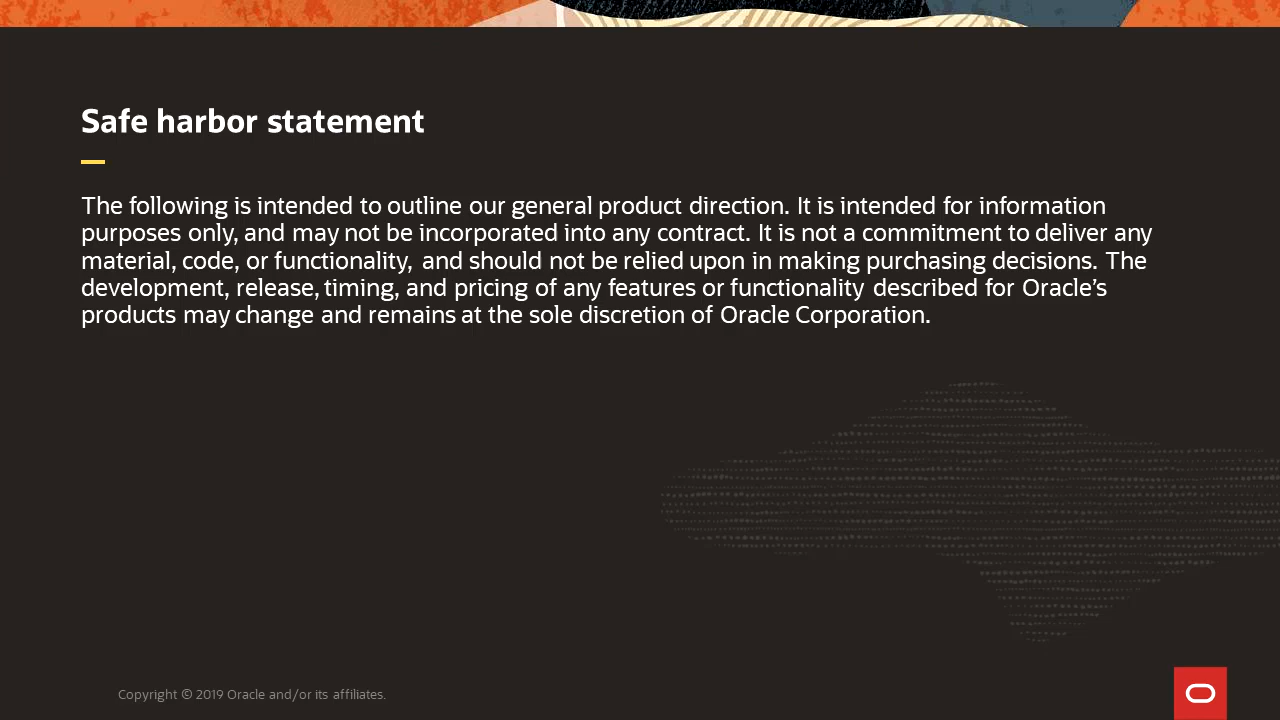 Safe harbor statement
The following is intended to outline our general product direction. It is intended for information
purposes only, and may not be incorporated into any contract. It is not a commitment to deliver any
material, code, or functionality, and should not be relied upon in making purchasing decisions. The
development, release, timing, and pricing of any features or functionality described for Oracle’s
products may change and remains at the sole discretion of Oracle Corporation.
Copyright © 2019 Oracle and/or its affiliates.